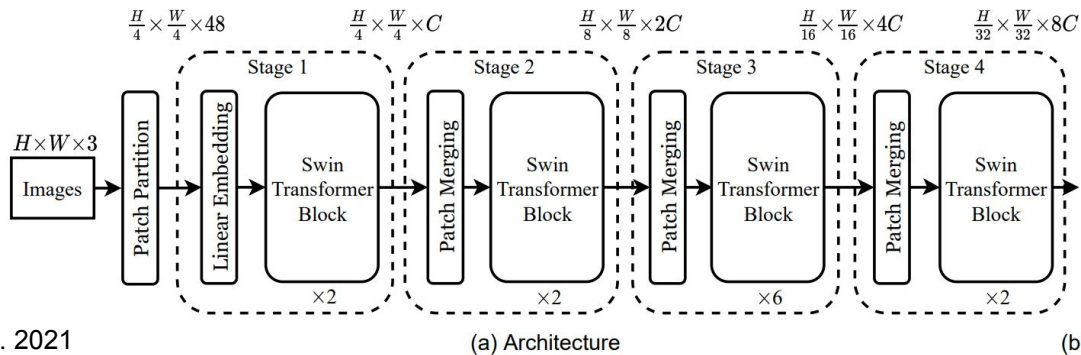 H/4 × W/4 × 48
H/4 × W/4 × C
H/8 × W/8 × 2C
H/16 × W/16 × 4C
H/32 × W/32 × 8C
Stage 1
Stage 2
Stage 3
Stage 4
H × W × 3
Images
Patch Partition
Linear Embedding
Swin
Transformer
Block
×2
Patch Merging
Swin
Transformer
Block
×2
Patch Merging
Swin
Transformer
Block
×6
Patch Merging
Swin
Transformer
Block
×2
. 2021
(a) Architecture
(b